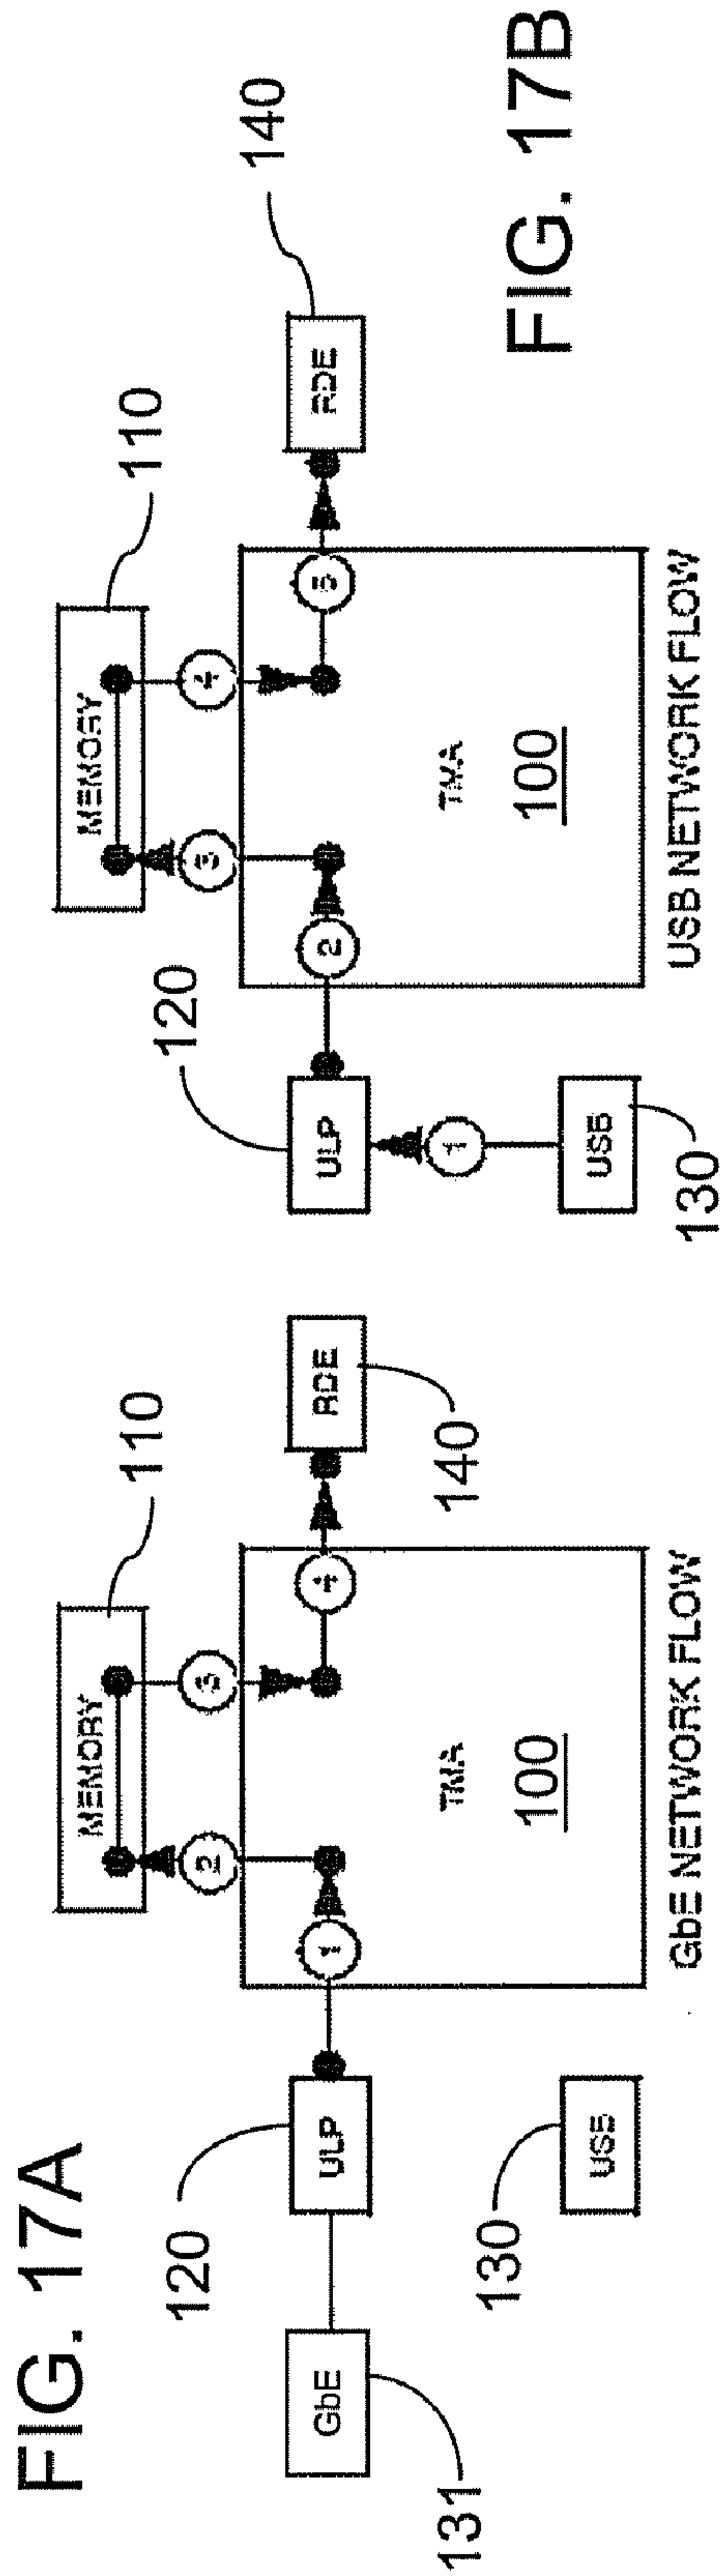 FIG. 17A
GbE
131
ULP
120
USB
130
MEMORY
110
1
2
3
4
TMA
100
RDE
140
GbE NETWORK FLOW
FIG. 17B
ULP
120
USB
130
MEMORY
110
1
2
3
4
5
TMA
100
RDE
140
USB NETWORK FLOW